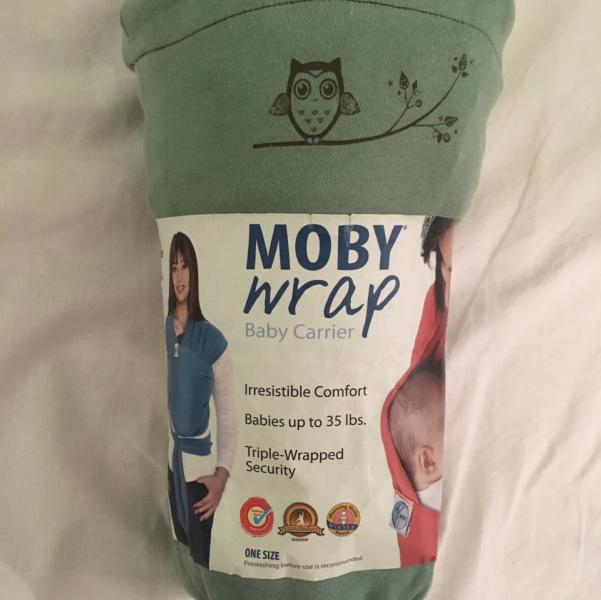 MOBY®
wrap
Baby Carrier
Irresistible Comfort
Babies up to 35 lbs.
Triple-Wrapped
Security
WINNER
ONE SIZE
Prewashing before use is recommended.